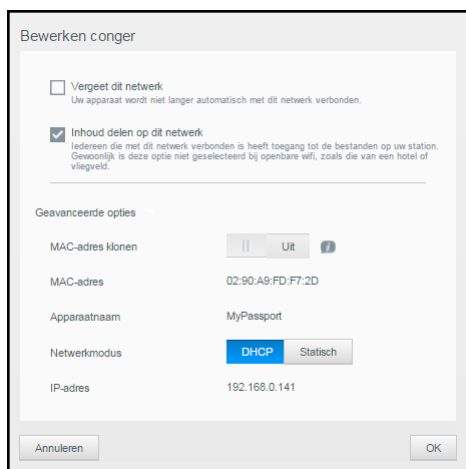 Bewerken conger
Vergeet dit netwerk
Uw apparaat wordt niet langer automatisch met dit netwerk verbonden.
Inhoud delen op dit netwerk
Iedereen die met dit netwerk verbonden is heeft toegang tot de bestanden op uw station.
Gewoonlijk is deze optie niet geselecteerd bij openbare wifi, zoals die van een hotel of
vliegveld.
Geavanceerde opties
MAC-adres klonen Uit i
MAC-adres 02:90:A9:FD:F7:2D
Apparaatnaam MyPassport
Netwerkmodus DHCP Statisch
IP-adres 192.168.0.141
Annuleren OK